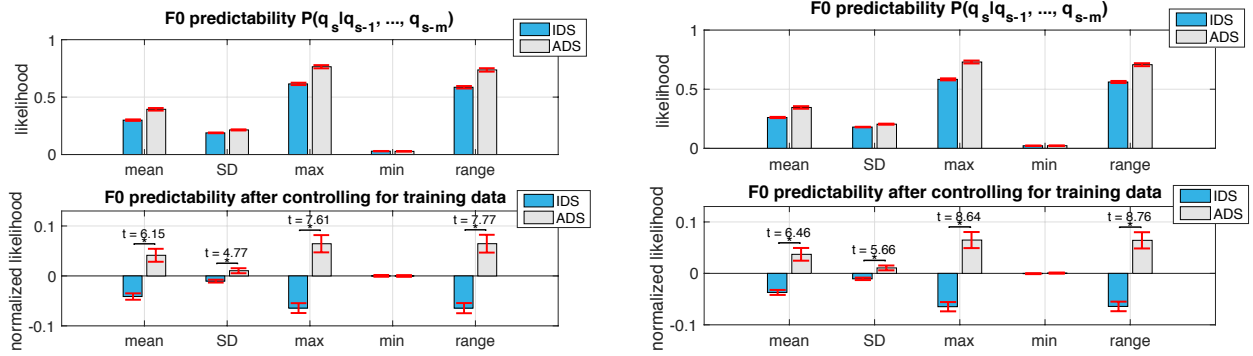 F0 predictability P(q_s|q_{s-1}, ..., q_{s-m})
IDS
ADS
likelihood
1
0.5
0
mean SD max min range
F0 predictability after controlling for training data
IDS
ADS
normalized likelihood
0.1
0
-0.1
t = 6.15
*
t = 4.77
*
t = 7.61
*
t = 7.77
*
mean SD max min range
F0 predictability P(q_s|q_{s-1}, ..., q_{s-m})
IDS
ADS
likelihood
1
0.5
0
mean SD max min range
F0 predictability after controlling for training data
IDS
ADS
normalized likelihood
0.1
0
-0.1
t = 6.46
*
t = 5.66
*
t = 8.64
*
t = 8.76
*
mean SD max min range